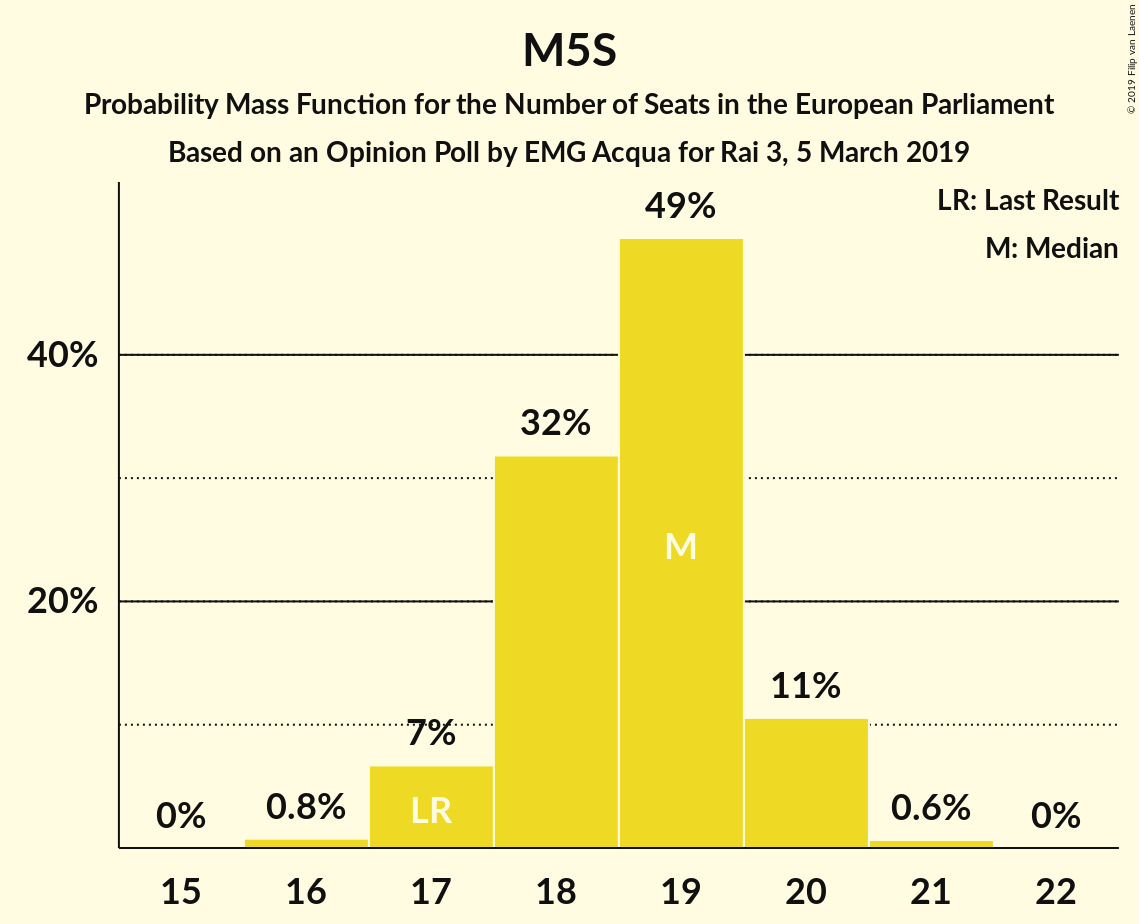 M5S
Probability Mass Function for the Number of Seats in the European Parliament
Based on an Opinion Poll by EMG Acqua for Rai 3, 5 March 2019
© 2019 Filip van Laenen
LR: Last Result
M: Median
49%
40%
32%
M
20%
11%
7%
0%
0.8%
LR
0.6%
0%
15 16 17 18 19 20 21 22